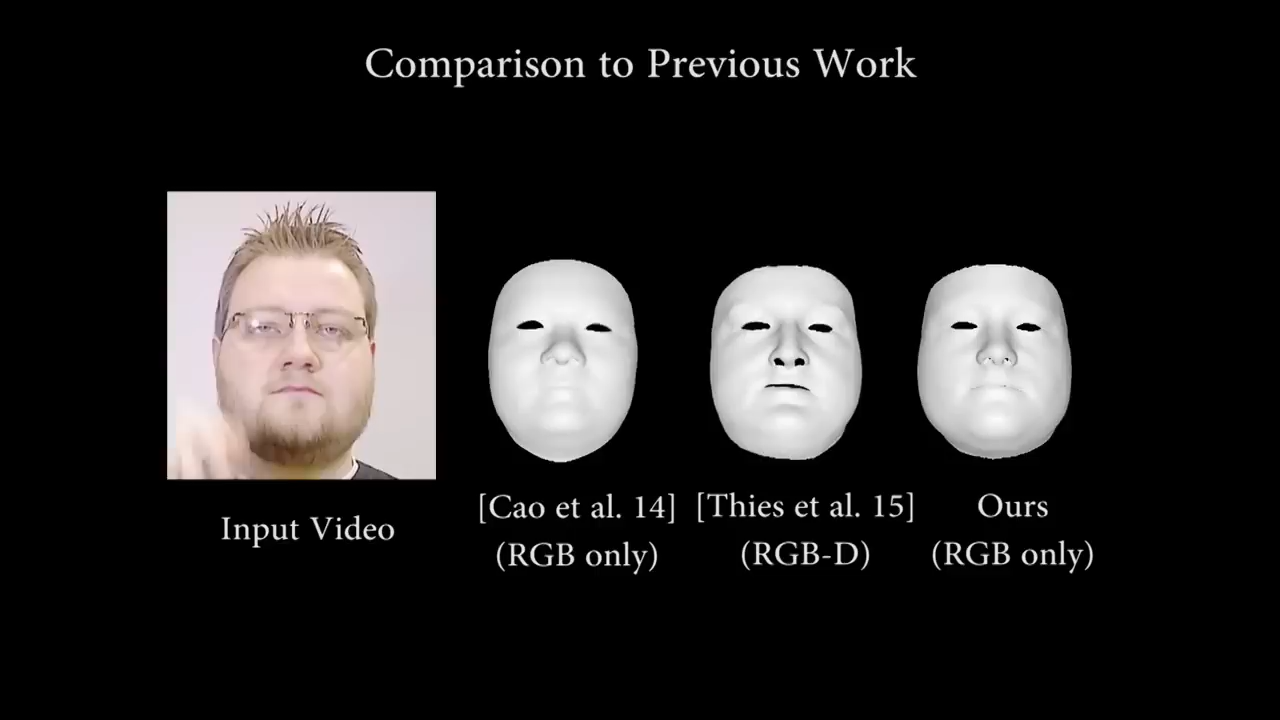 Comparison to Previous Work
Input Video
[Cao et al. 14]
(RGB only)
[Thies et al. 15]
(RGB-D)
Ours
(RGB only)